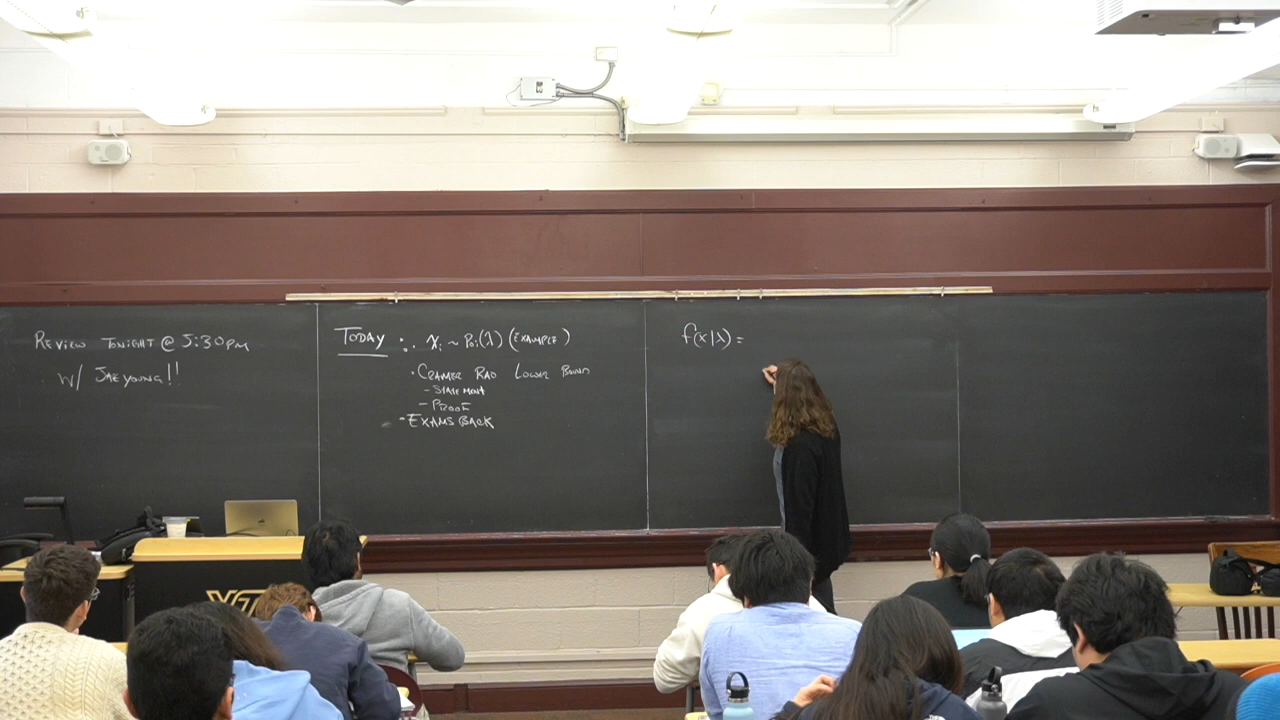 REVIEW TONIGHT @ 5:30PM
W/ JAEYOUNG!!
TODAY : . Xi ~ Poi(λ) (EXAMPLE)
· CRAMER RAO LOWER BOUND
- STATEMENT
- PROOF
- EXAMS BACK
f(x|λ) =